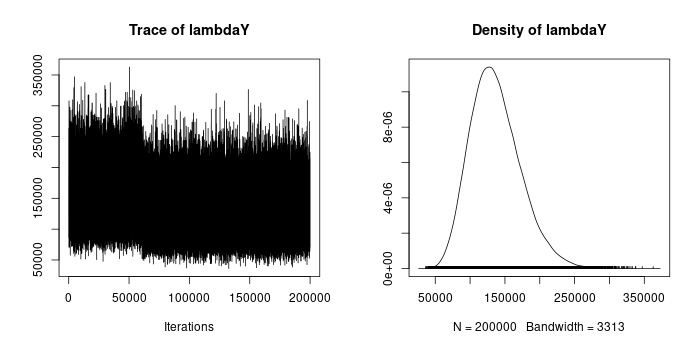 Trace of lambdaY
350000
250000
150000
50000
0 50000 100000 150000 200000
Iterations
Density of lambdaY
8e-06
4e-06
0e+00
50000 150000 250000 350000
N = 200000 Bandwidth = 3313